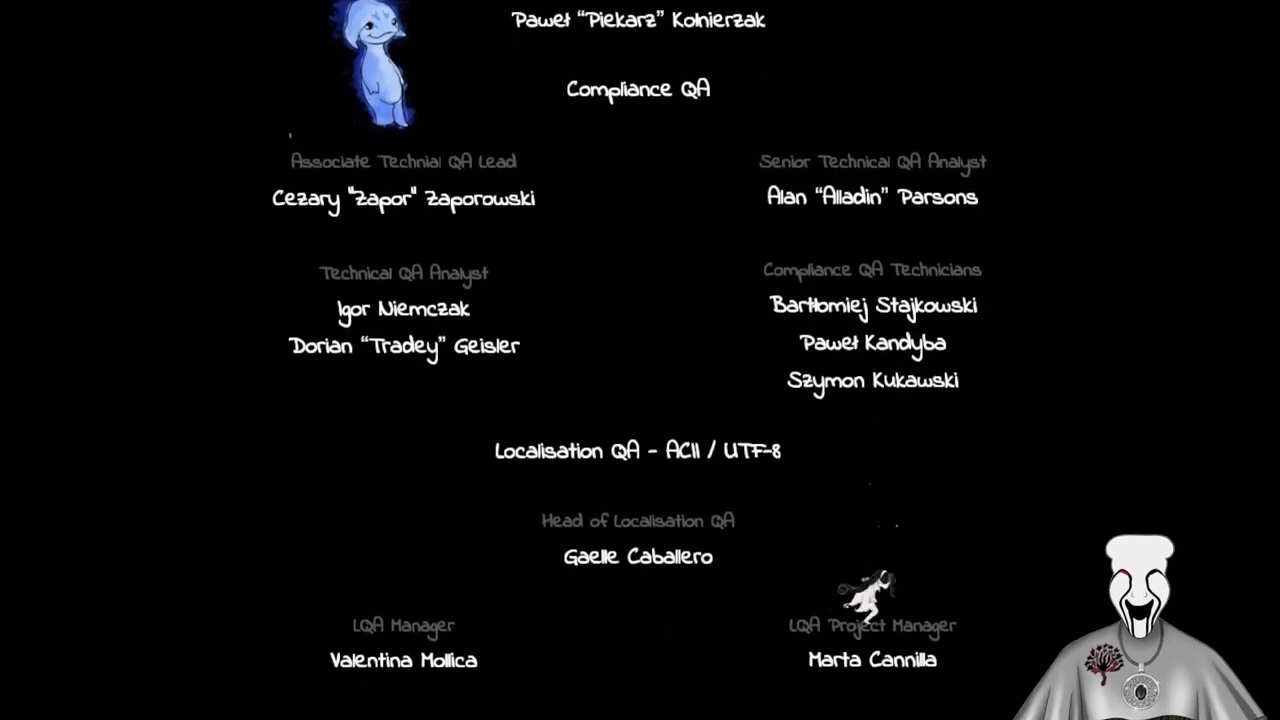 Paweł “Piekarz” Kołnierzak
Compliance QA
Associate Technial QA Lead
Cezary "Zapor" Zaporowski
Senior Technical QA Analyst
Alan “Alladin” Parsons
Technical QA Analyst
Igor Niemczak
Dorian “Tradey” Geisler
Compliance QA Technicians
Bartłomiej Stajkowski
Paweł Kandyba
Szymon Kukawski
Localisation QA - ACII / UTF-8
Head of Localisation QA
Gaelle Caballero
LQA Manager
Valentina Mollica
LQA Project Manager
Marta Cannilla